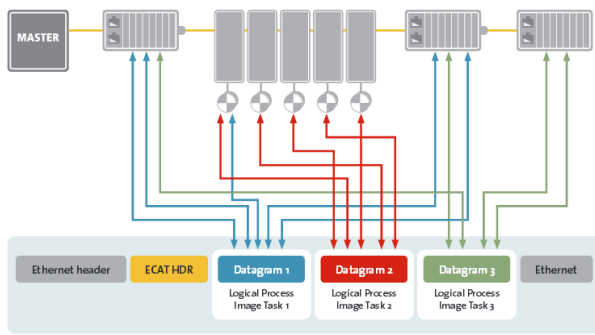 MASTER
Ethernet header
ECAT HDR
Datagram 1
Datagram 2
Datagram 3
Ethernet
Logical Process
Image Task 1
Logical Process
Image Task 2
Logical Process
Image Task 3